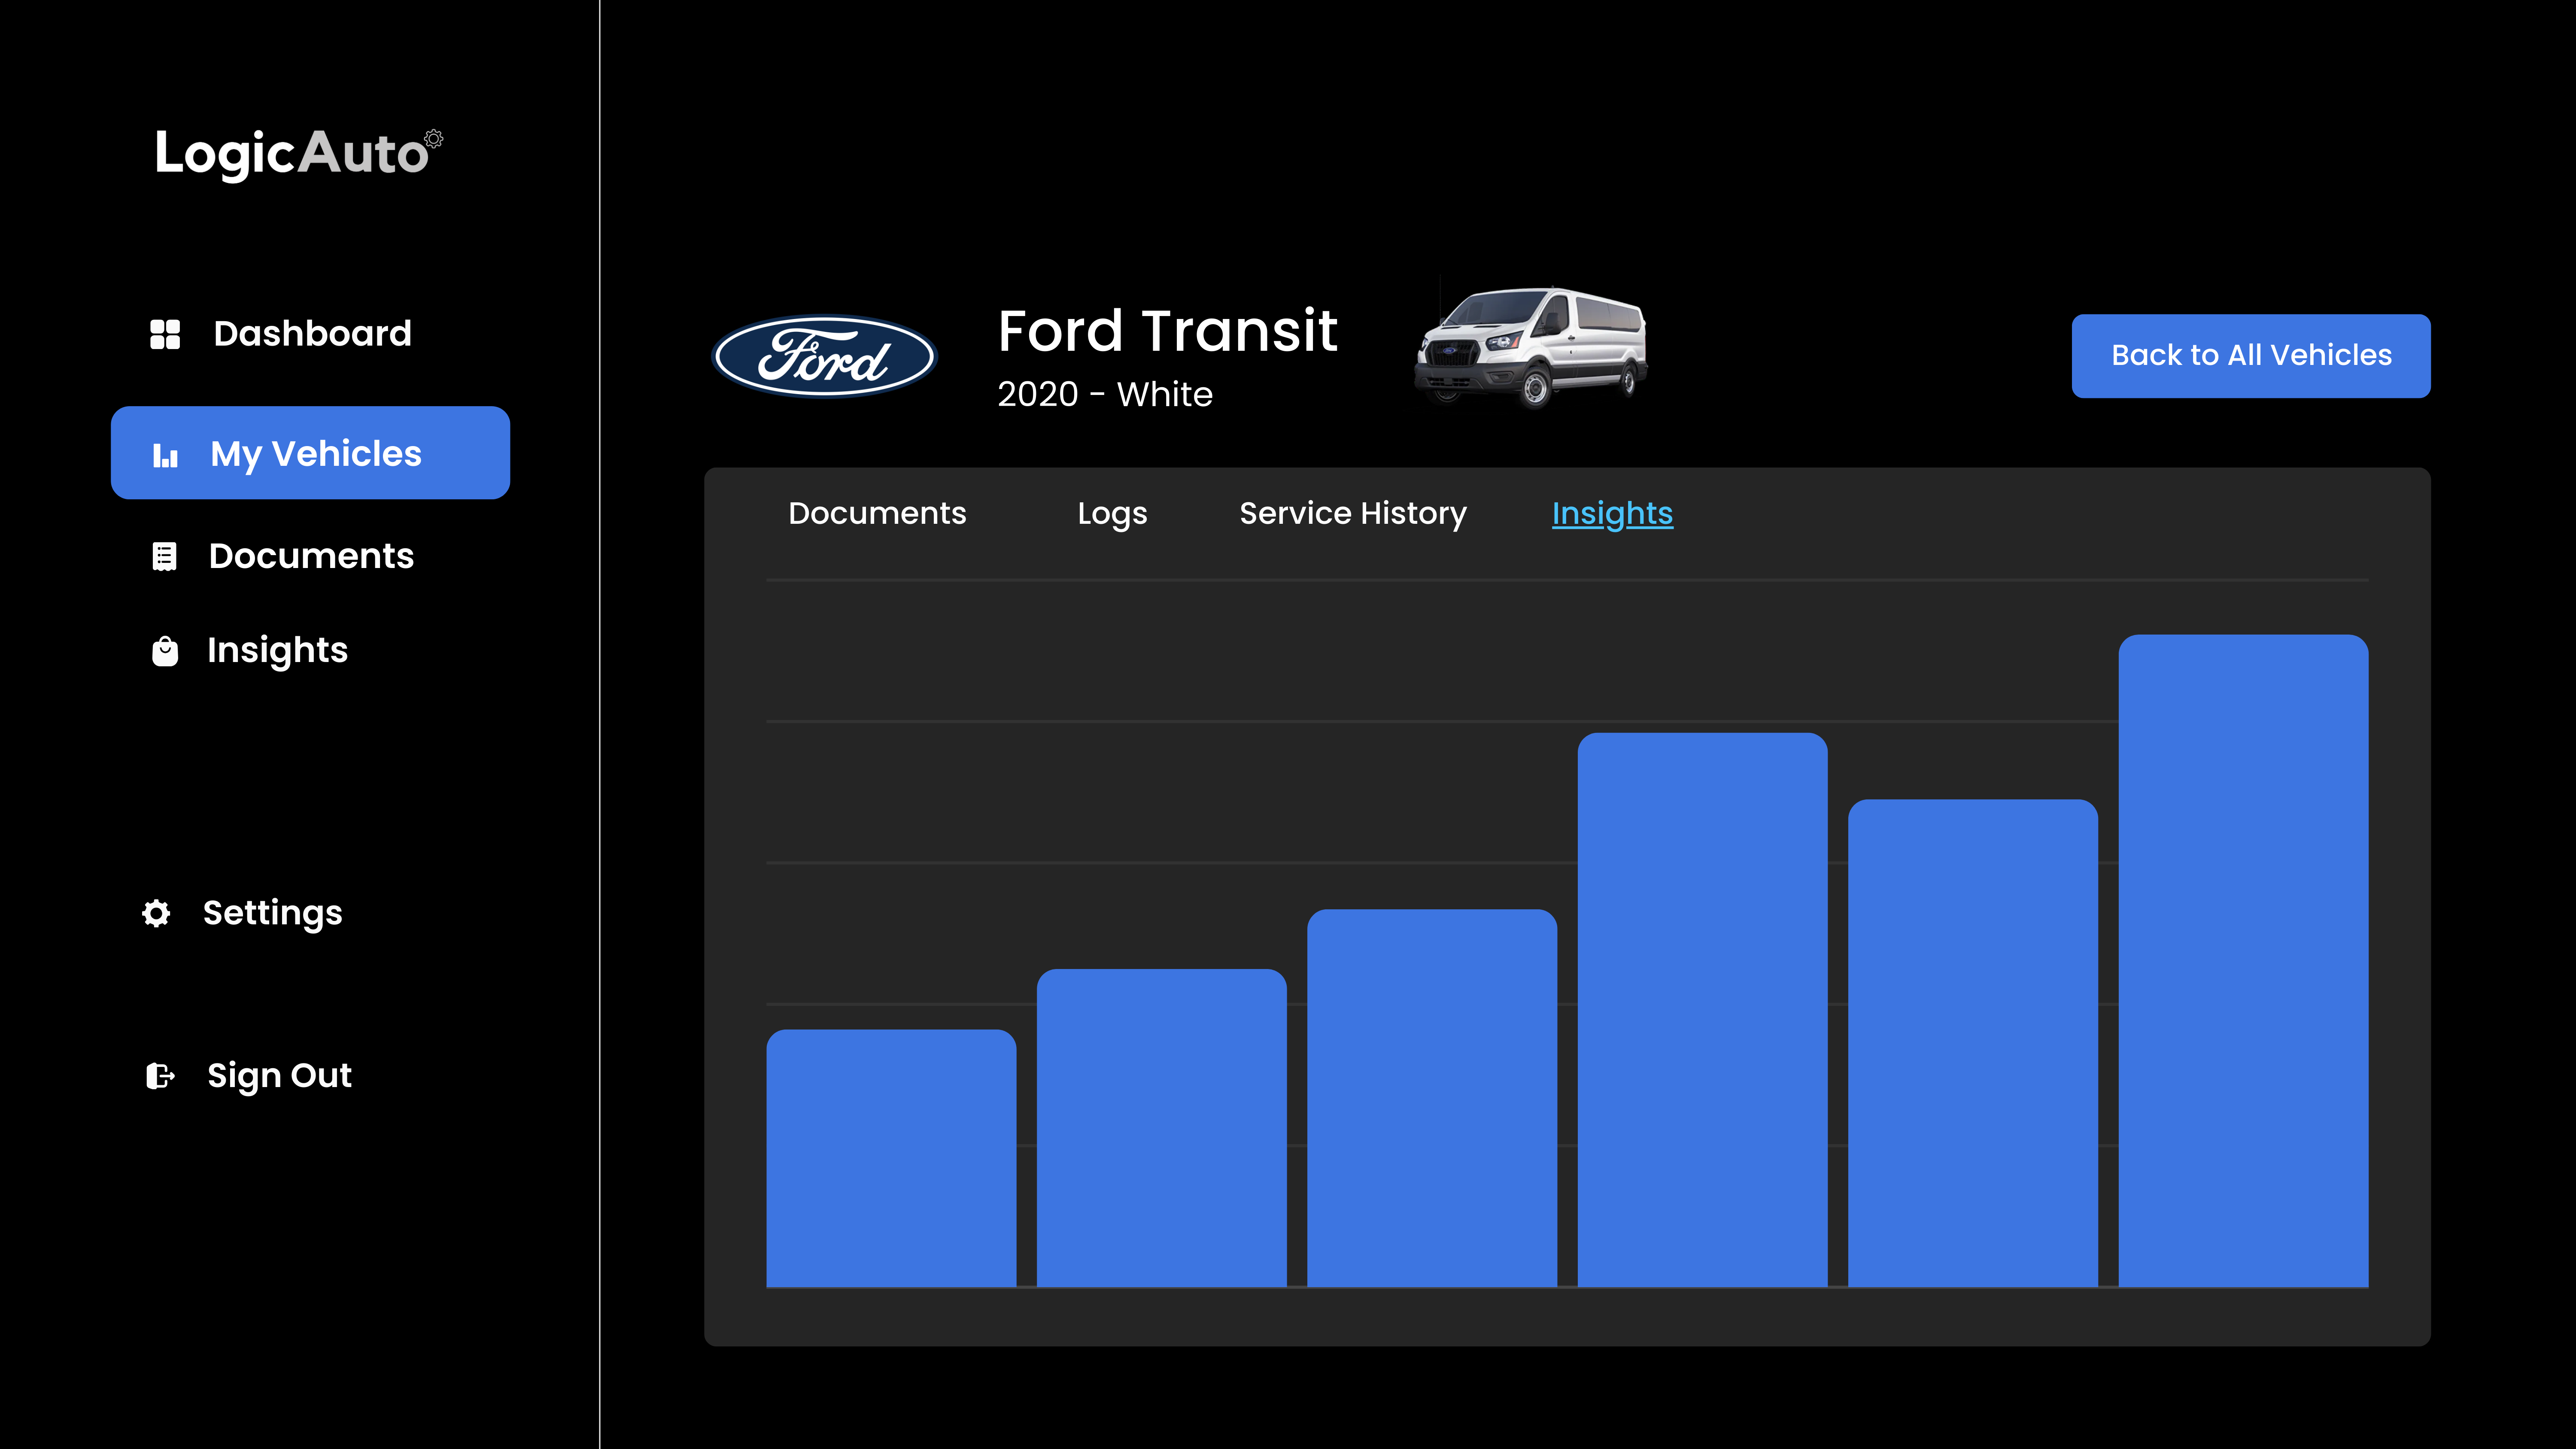 LogicAuto
Dashboard
My Vehicles
Documents
Insights
Settings
Sign Out
Ford
Ford Transit
2020 - White
Back to All Vehicles
Documents Logs Service History Insights